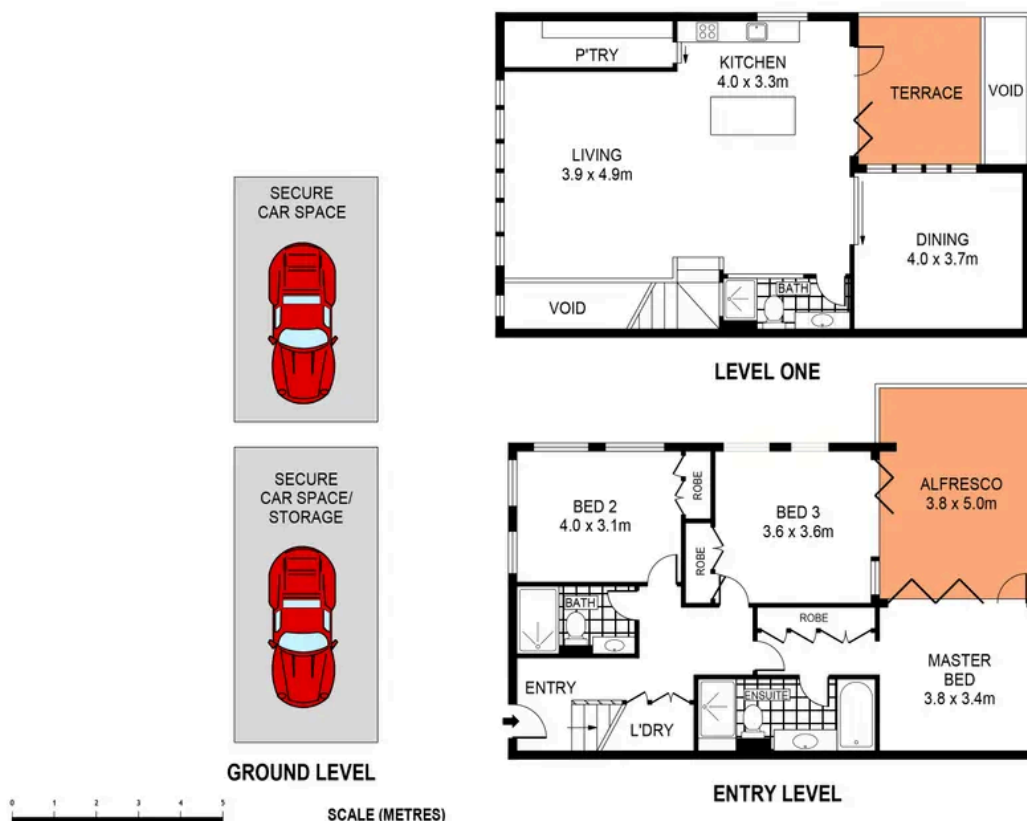 P'TRY
KITCHEN
4.0 x 3.3m
TERRACE
VOID
LIVING
3.9 x 4.9m
DINING
4.0 x 3.7m
BATH
VOID
LEVEL ONE
SECURE
CAR SPACE
SECURE
CAR SPACE/
STORAGE
GROUND LEVEL
BED 2
4.0 x 3.1m
ROBE
ROBE
BED 3
3.6 x 3.6m
ALFRESCO
3.8 x 5.0m
BATH
ROBE
ENTRY
L'DRY
ENSUITE
MASTER
BED
3.8 x 3.4m
ENTRY LEVEL
0 1 2 3 4 5
SCALE (METRES)